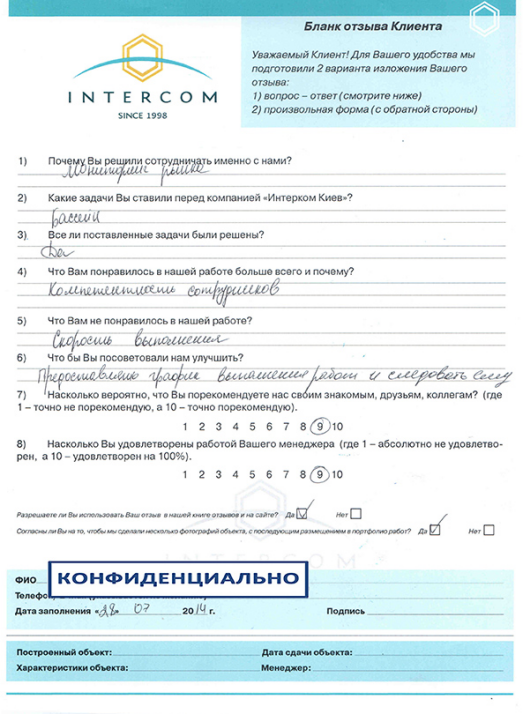 INTERCOM
SINCE 1998
Бланк отзыва Клиента
Уважаемый Клиент! Для Вашего удобства мы
подготовили 2 варианта изложения Вашего
отзыва:
1) вопрос – ответ (смотрите ниже)
2) произвольная форма (с обратной стороны)
1) Почему Вы решили сотрудничать именно с нами?
Мониторинг рынка
2) Какие задачи Вы ставили перед компанией «Интерком Киев»?
Бассейн
3) Все ли поставленные задачи были решены?
Да
4) Что Вам понравилось в нашей работе больше всего и почему?
Компетентность сотрудников
5) Что Вам не понравилось в нашей работе?
Скорость выполнения
6) Что бы Вы посоветовали нам улучшить?
график выполнения работ и следовать ему
7) Насколько вероятно, что Вы порекомендуете нас своим знакомым, друзьям, коллегам? (где
1 – точно не порекомендую, а 10 – точно порекомендую).
1 2 3 4 5 6 7 8 9 10
8) Насколько Вы удовлетворены работой Вашего менеджера (где 1 – абсолютно не удовлетво-
рен, а 10 – удовлетворен на 100%).
1 2 3 4 5 6 7 8 9 10
Разрешаете ли Вы использовать Ваш отзыв в нашей книге отзывов и на сайте? Да Нет
Согласны ли Вы на то, чтобы мы сделали несколько фотографий объекта, с последующим размещением в портфолио работ? Да Нет
INTERCOM
ФИО
КОНФИДЕНЦИАЛЬНО
Телефо
Дата заполнения «28» 07 2014 г. Подпись
Построенный объект: Дата сдачи объекта:
Характеристики объекта: Менеджер: